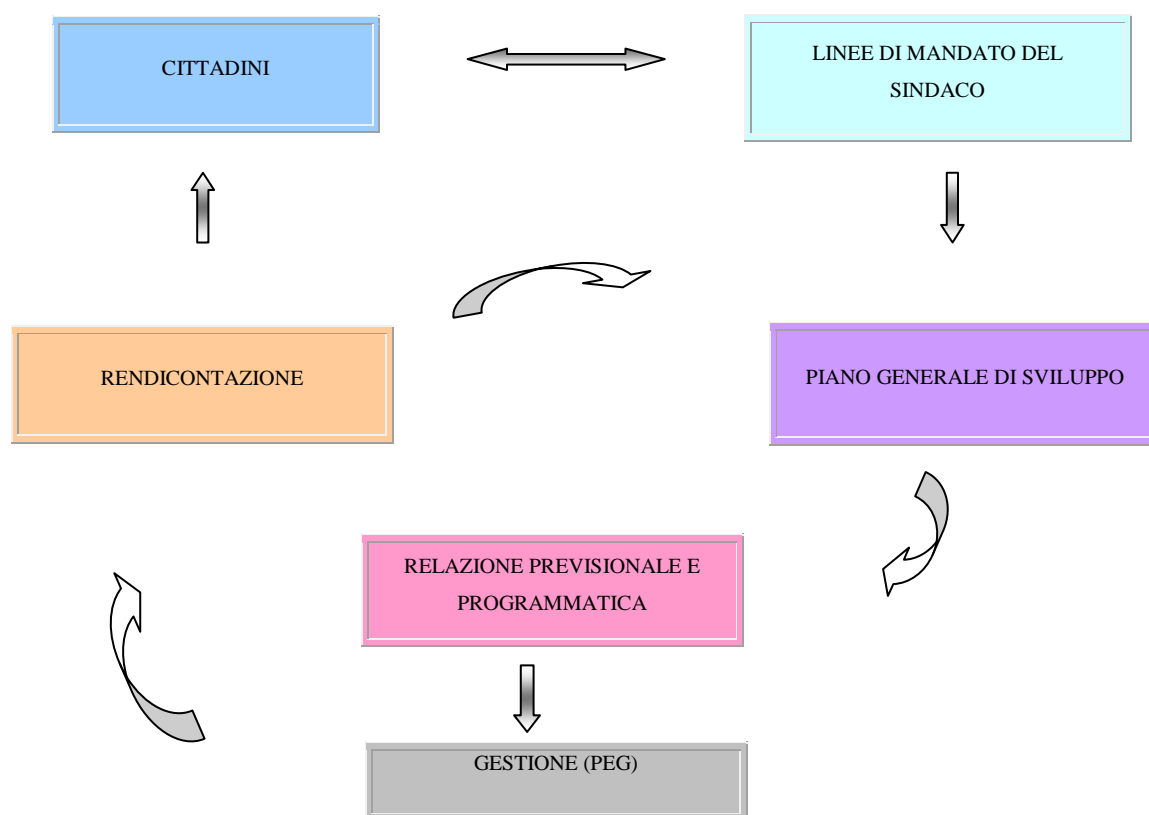 CITTADINI
LINEE DI MANDATO DEL
SINDACO
RENDICONTAZIONE
PIANO GENERALE DI SVILUPPO
RELAZIONE PREVISIONALE E
PROGRAMMATICA
GESTIONE (PEG)